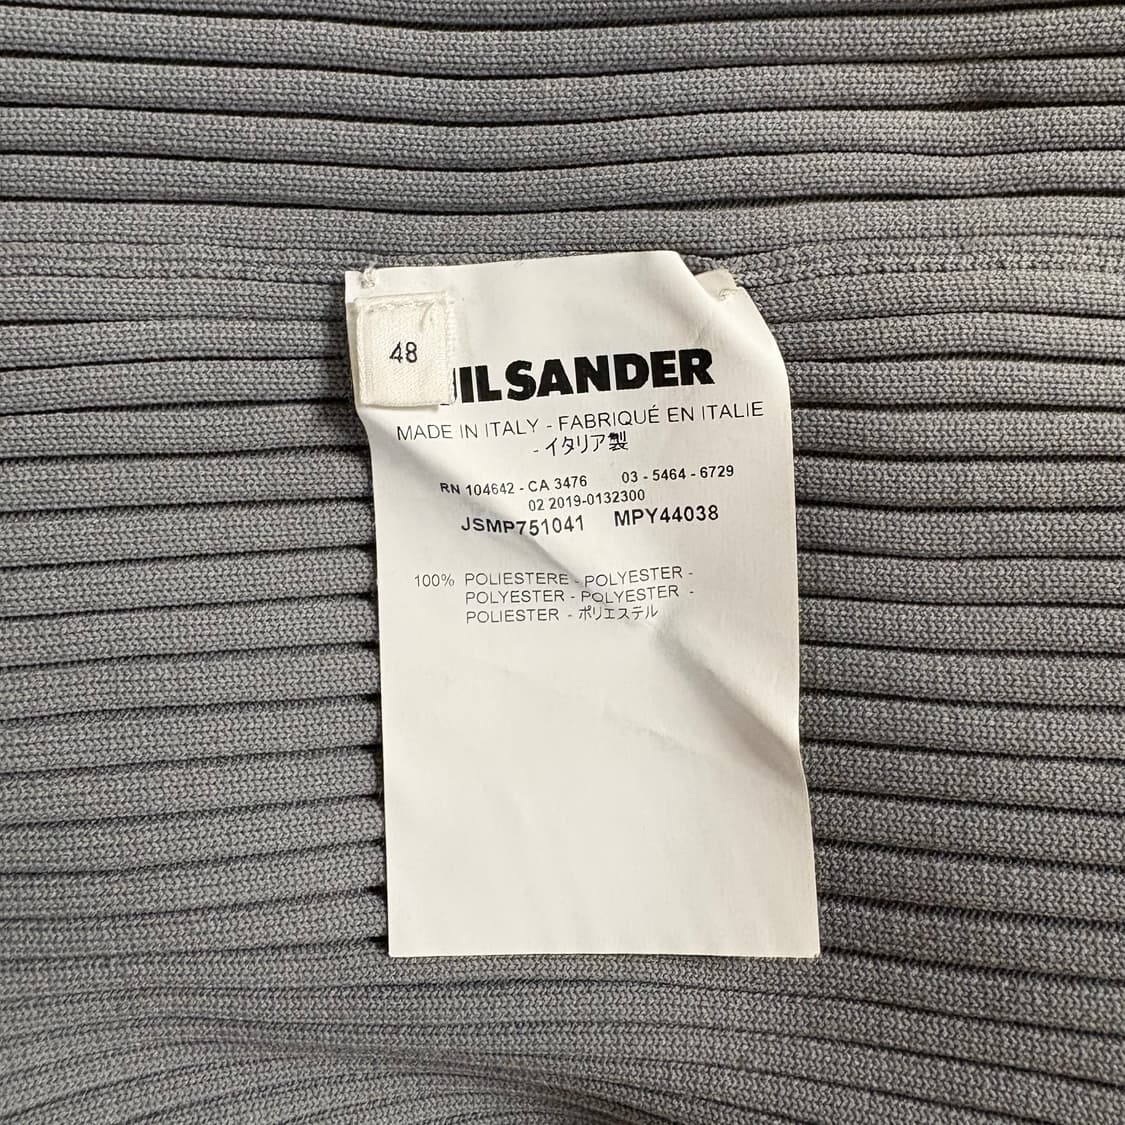 48
JIL SANDER
MADE IN ITALY - FABRIQUÉ EN ITALIE
- イタリア製
RN 104642 - CA 3476 03 - 5464 - 6729
02 2019-0132300
JSMP751041 MPY44038
100% POLIESTERE - POLYESTER -
POLYESTER - POLYESTER -
POLIESTER - ポリエステル